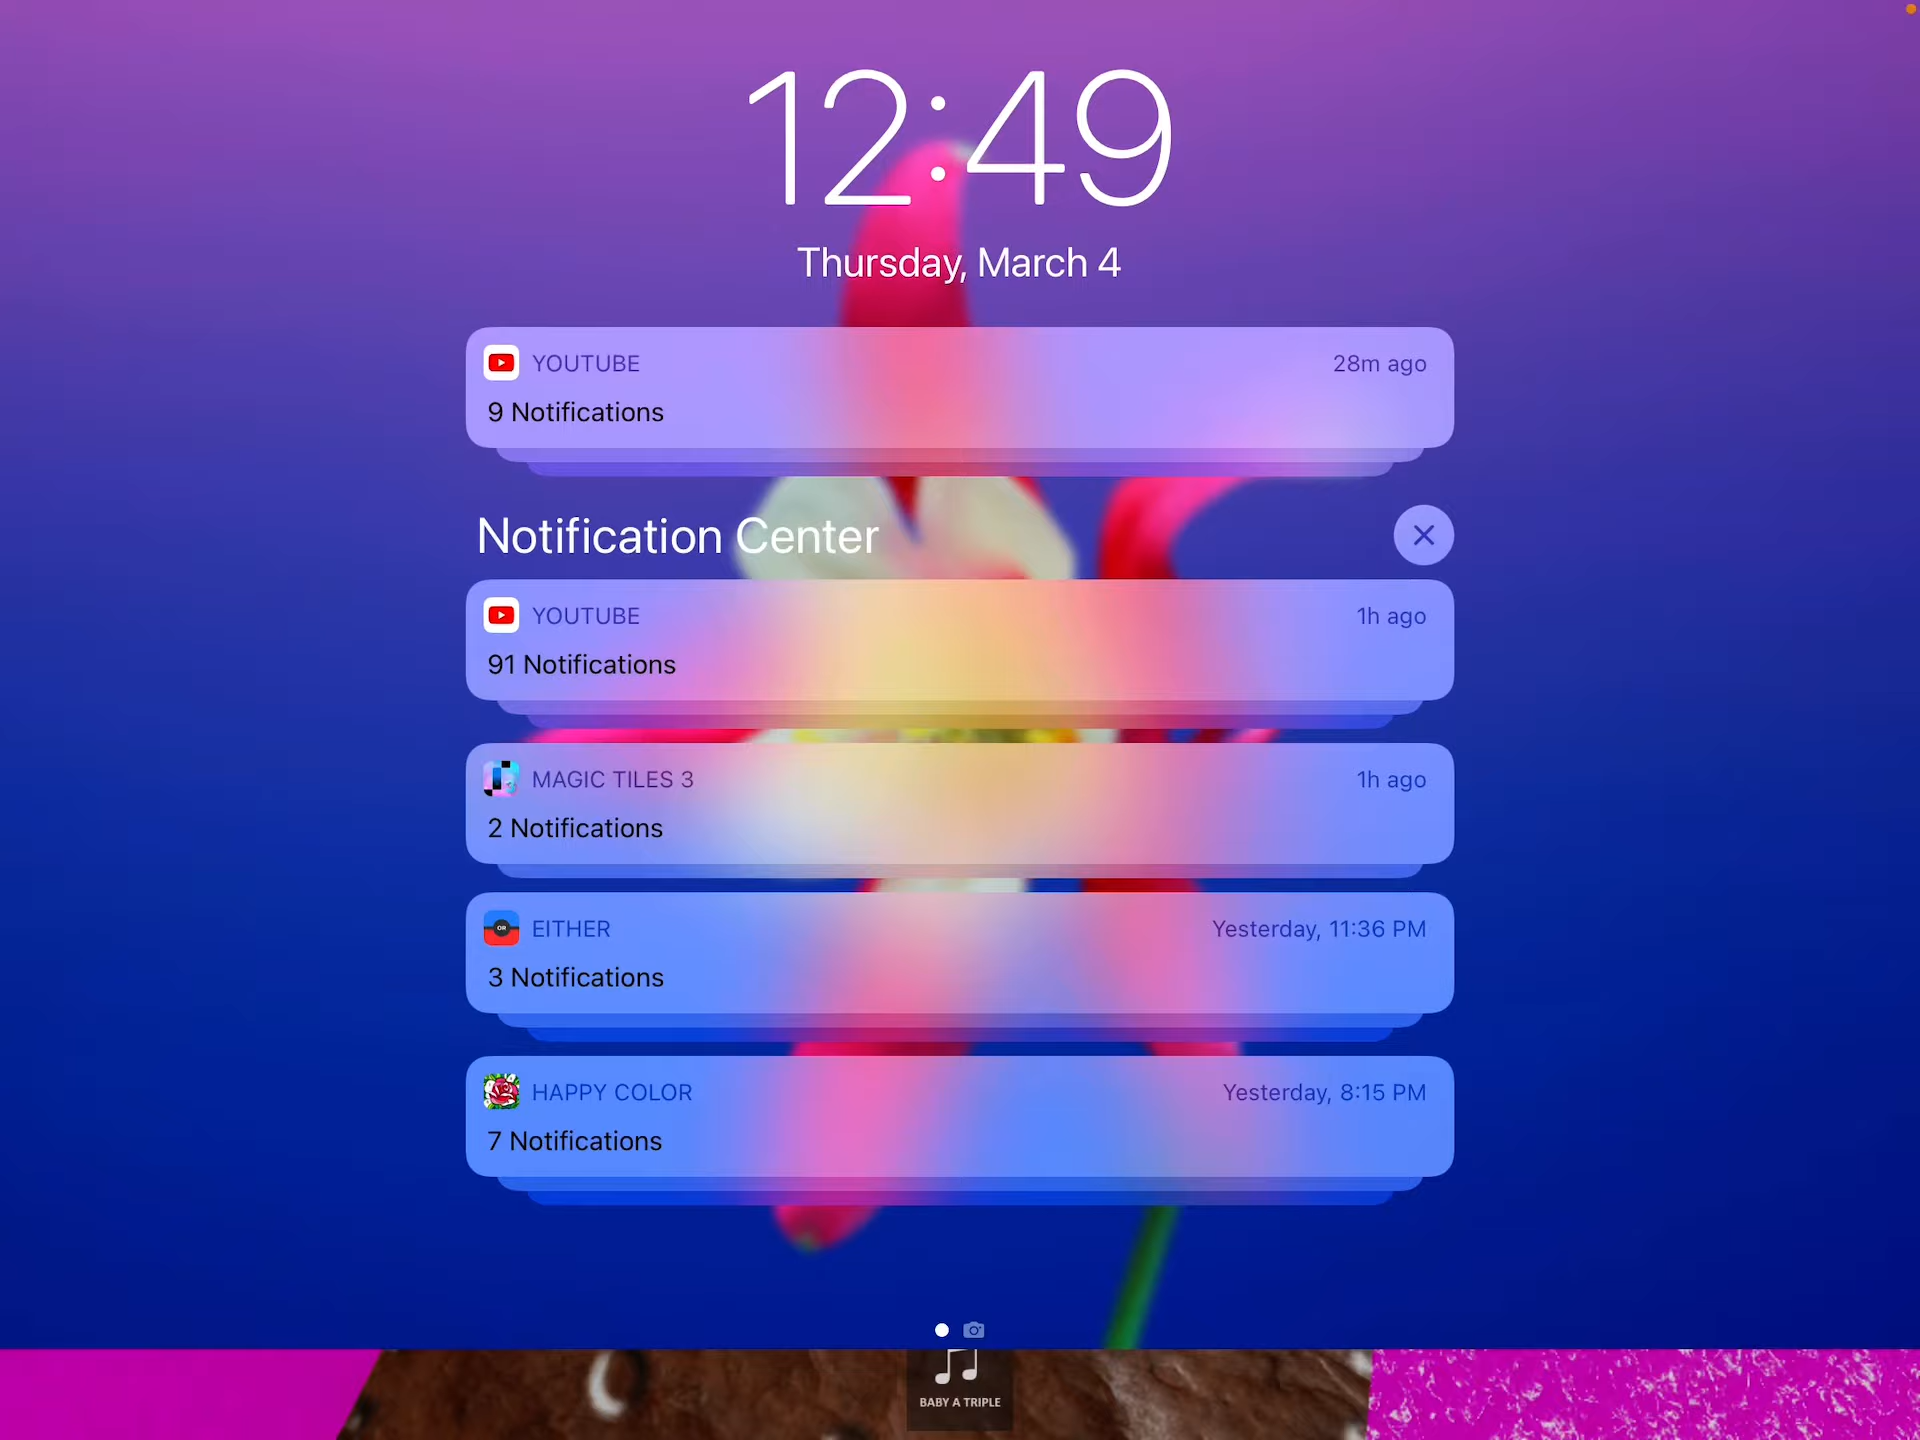 12:49
Thursday, March 4
YOUTUBE 28m ago
9 Notifications
Notification Center
YOUTUBE 1h ago
91 Notifications
MAGIC TILES 3 1h ago
2 Notifications
OR EITHER Yesterday, 11:36 PM
3 Notifications
HAPPY COLOR Yesterday, 8:15 PM
7 Notifications
BABY A TRIPLE